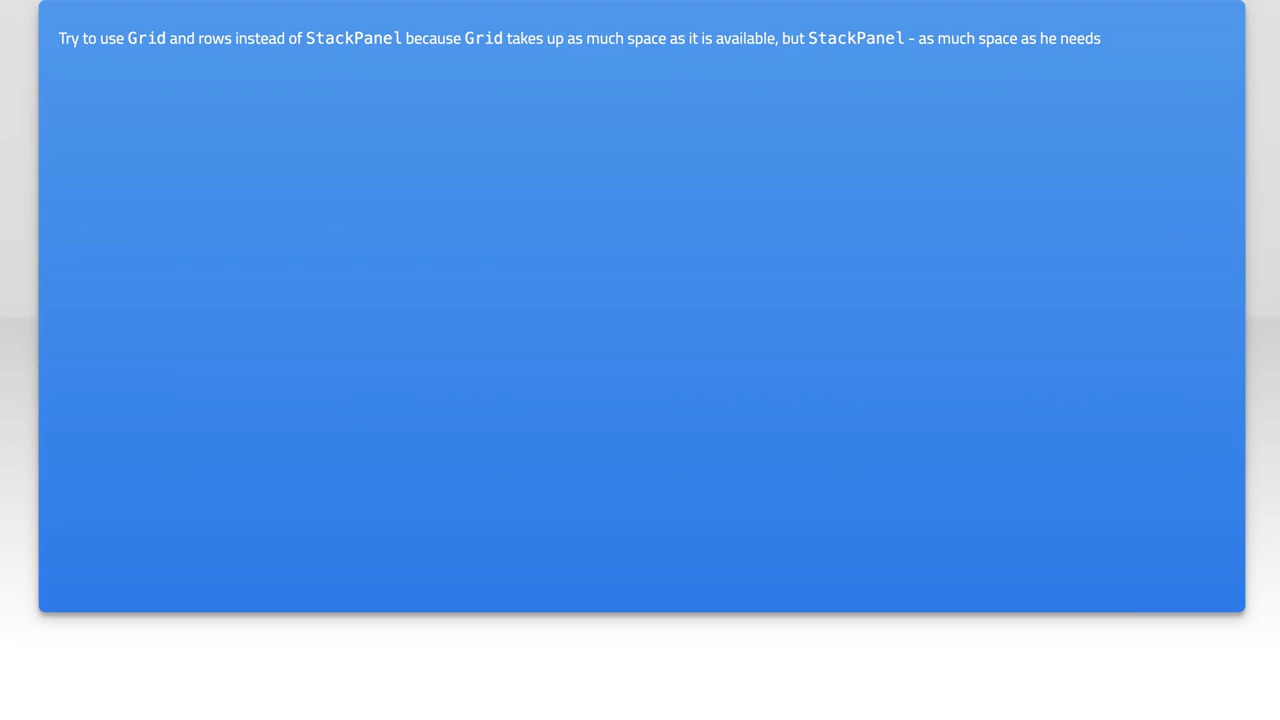 Try to use Grid and rows instead of StackPanel because Grid takes up as much space as it is available, but StackPanel - as much space as he needs